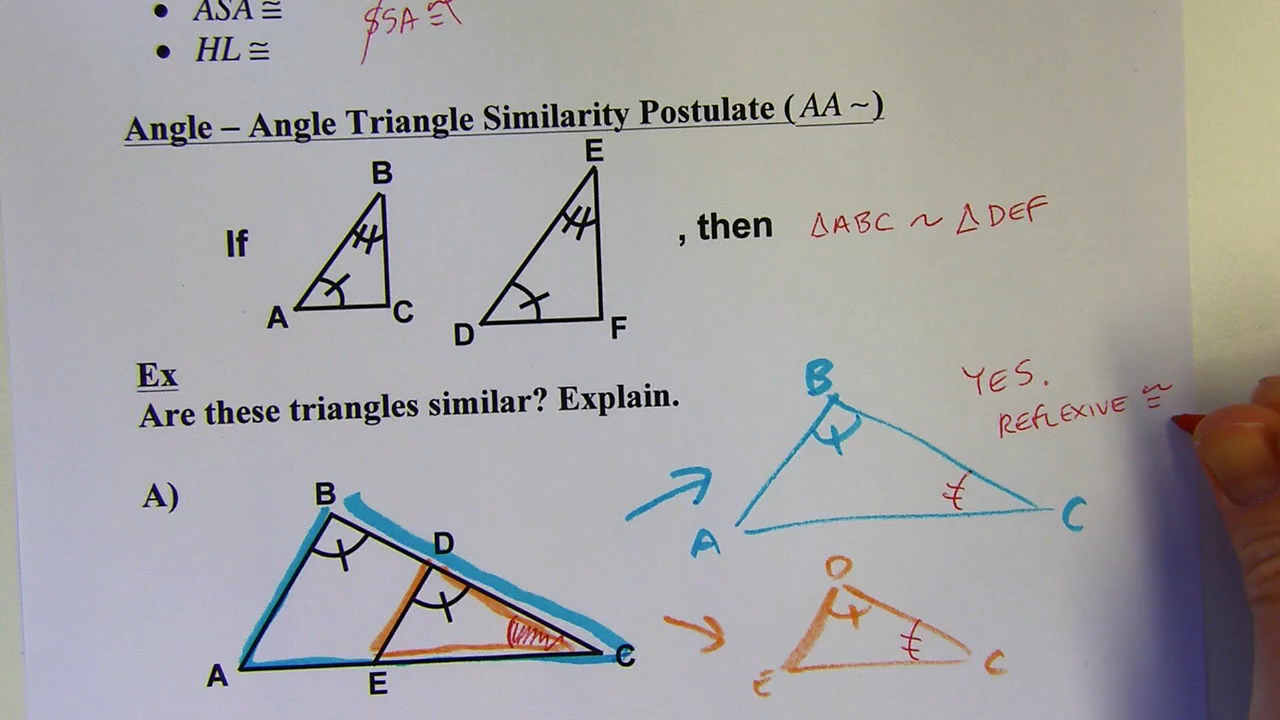 • ASA ≅
$SA ≅
• HL ≅
Angle – Angle Triangle Similarity Postulate (AA ~)
If
B
A
C
E
D
F
, then
△ABC ~ △DEF
Ex
Are these triangles similar? Explain.
YES.
REFLEXIVE ≅
A)
B
D
A
E
C
B
A
C
D
E
C